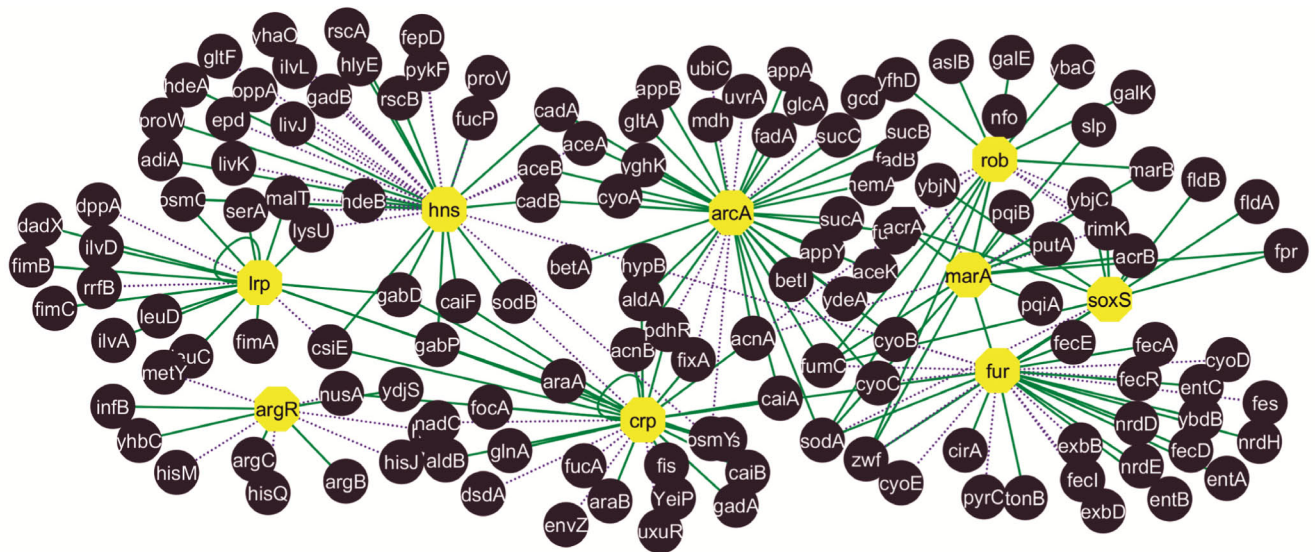 rscA
fepD
yhaO
gltF
ilvL
hlyE
pykF
ubiC
appA
aslB
galE
hdeA
oppA
gadB
rscB
proV
appB
uvrA
glcA
gcd
yfhD
ybaO
galK
proW
epd
livJ
fucP
cadA
gltA
mdh
fadA
sucC
sucB
nfo
slp
adiA
livK
aceA
aceB
yghK
fadB
rob
marB
dppA
osmC
serA
malT
hdeB
hns
cadB
cyoA
arcA
hemA
ybjN
ybjC
fldB
fldA
dadX
ilvD
lysU
sucA
acrA
pqiB
rimK
putA
fimB
rrfB
lrp
betA
hypB
appY
aceK
marA
acrB
fpr
fimC
leuD
gabD
caiF
sodB
aldA
betI
ydeA
pqiA
soxS
ilvA
fimA
csiE
gabP
pdhR
acnA
cyoB
fecE
fecA
cyoD
metY
acnB
fixA
fumC
cyoC
fur
fecR
entC
fes
infB
argR
nusA
ydjS
araA
focA
crp
caiA
nrdD
ybdB
nrdH
yhbC
nadC
glnA
osmY
sodA
zwf
cirA
exbB
nrdE
fecD
entA
hisM
argC
hisJ
aldB
fucA
fis
caiB
cyoE
fecI
entB
hisQ
argB
dsdA
araB
YeiP
gadA
pyrC
tonB
exbD
envZ
uxuR